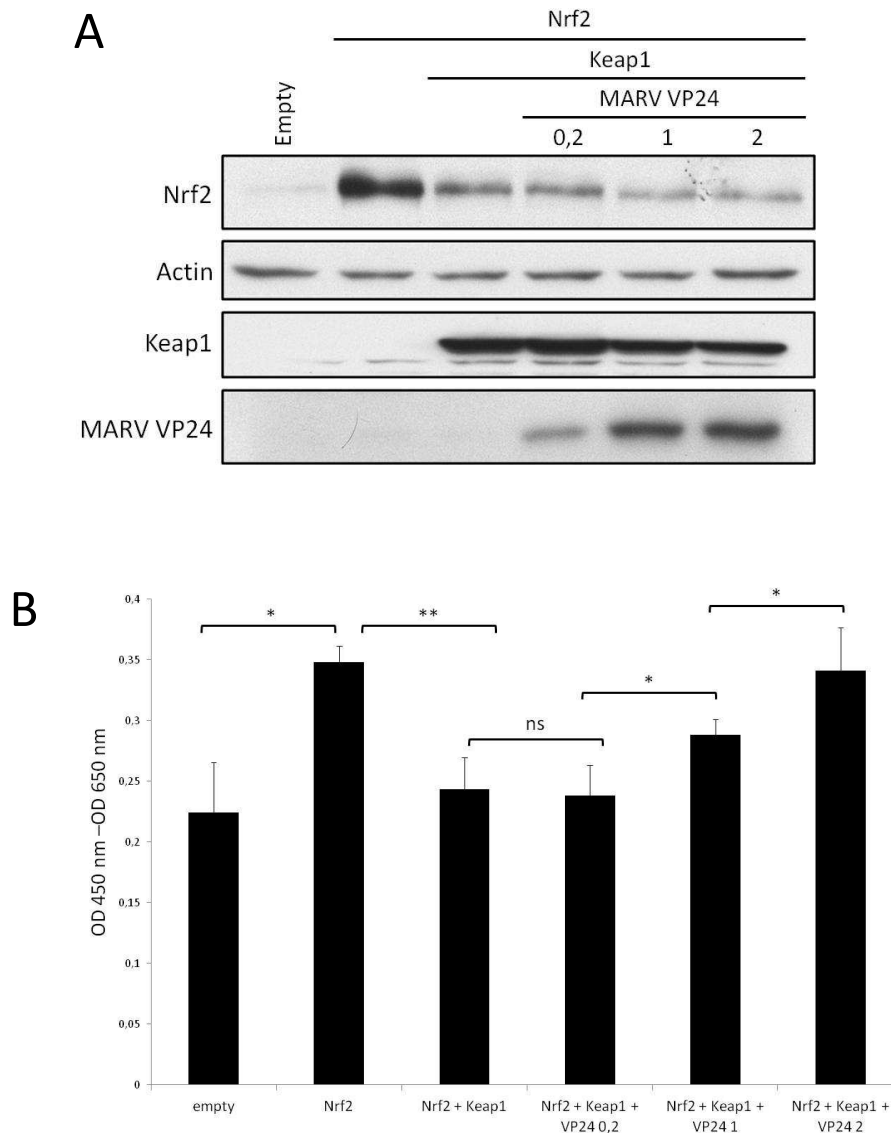 A
Nrf2
Keap1
MARV VP24
Empty
0,2 1 2
Nrf2
Actin
Keap1
MARV VP24
B
0,4
0,35
0,3
0,25
0,2
0,15
0,1
0,05
0
OD 450 nm –OD 650 nm
*
**
ns
*
*
empty
Nrf2
Nrf2 + Keap1
Nrf2 + Keap1 +
VP24 0,2
Nrf2 + Keap1 +
VP24 1
Nrf2 + Keap1 +
VP24 2